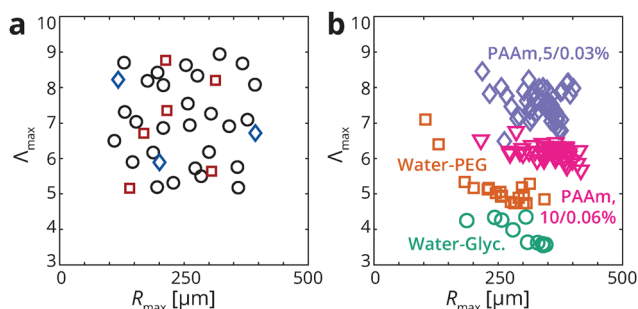 a
10
9
8
7
6
5
4
3
Λmax
0
250
500
Rmax [μm]
b
10
9
8
7
6
5
4
3
Λmax
PAAm,5/0.03%
Water-PEG
PAAm,
10/0.06%
Water-Glyc.
0
250
500
Rmax [μm]